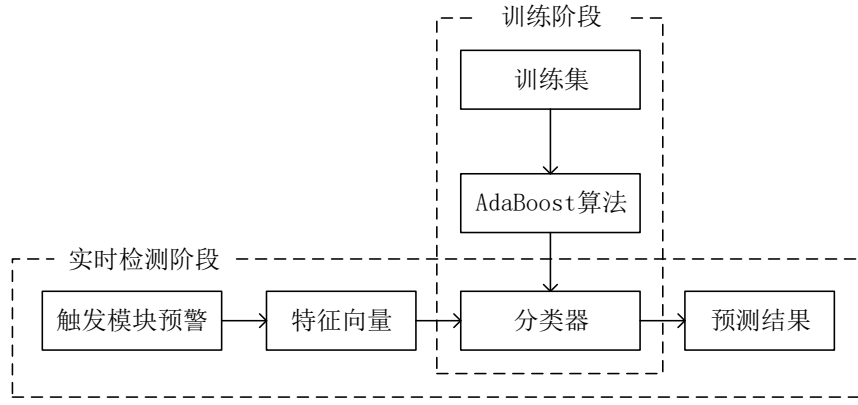 训练阶段
训练集
AdaBoost算法
实时检测阶段
触发模块预警
特征向量
分类器
预测结果